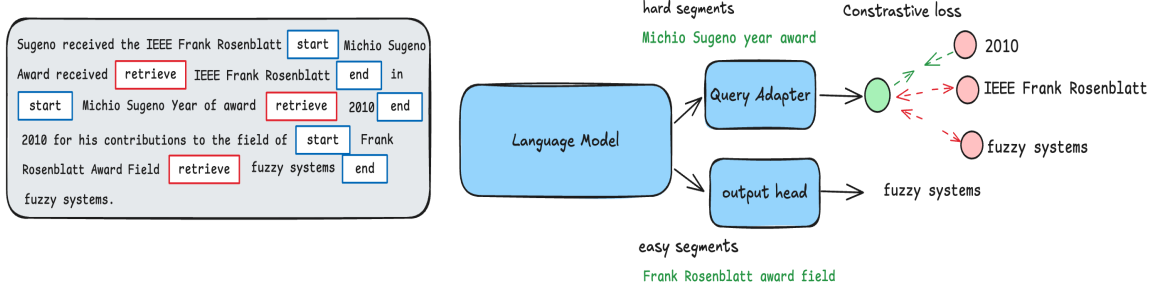 Sugeno received the IEEE Frank Rosenblatt start Michio Sugeno
Award received retrieve IEEE Frank Rosenblatt end in
start Michio Sugeno Year of award retrieve 2010 end
2010 for his contributions to the field of start Frank
Rosenblatt Award Field retrieve fuzzy systems end
fuzzy systems.
Language Model
hard segments
Michio Sugeno year award
Query Adapter
output head
easy segments
Frank Rosenblatt award field
Constrastive loss
2010
IEEE Frank Rosenblatt
fuzzy systems
fuzzy systems